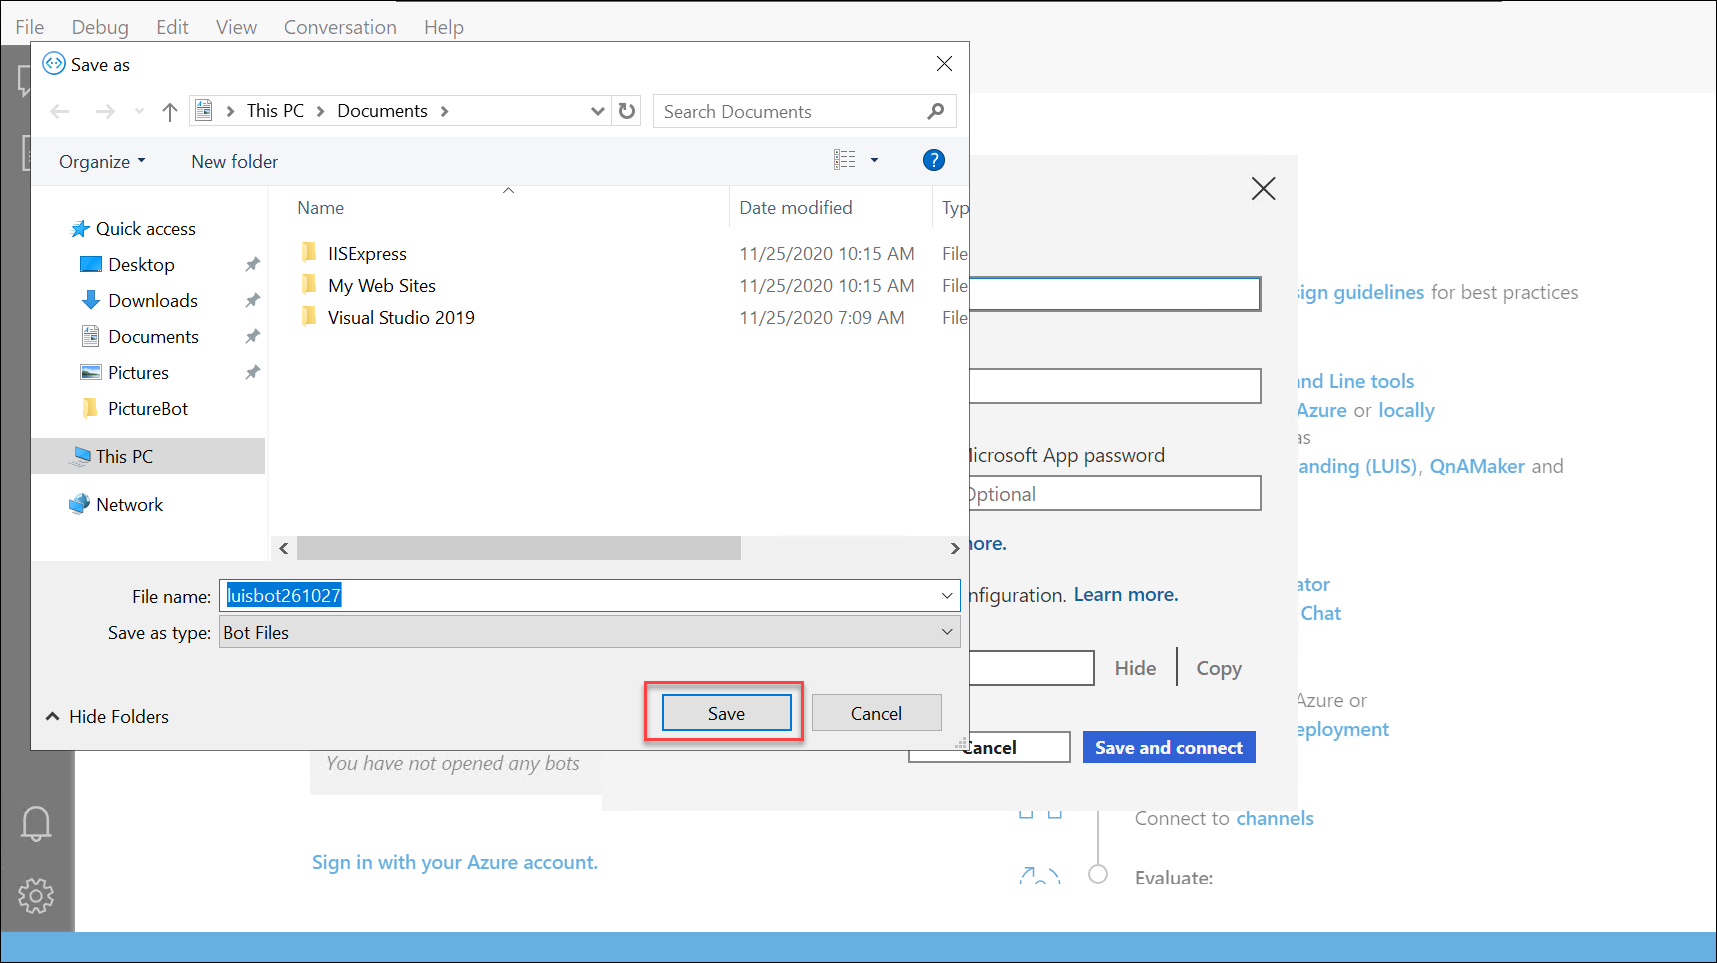 File Debug Edit View Conversation Help
Save as
This PC Documents
Search Documents
Organize New folder
?
Name Date modified Typ
Quick access
Desktop
Downloads
Documents
Pictures
PictureBot
This PC
Network
IISExpress 11/25/2020 10:15 AM File
My Web Sites 11/25/2020 10:15 AM File
Visual Studio 2019 11/25/2020 7:09 AM File
File name: luisbot261027
Save as type: Bot Files
Hide Folders
Save Cancel
Microsoft App password
Optional
ore.
nfiguration. Learn more.
Hide Copy
Cancel Save and connect
ign guidelines for best practices
nd Line tools
Azure or locally
as
anding (LUIS), QnAMaker and
ator
Chat
Azure or
eployment
You have not opened any bots
Sign in with your Azure account.
Connect to channels
Evaluate: